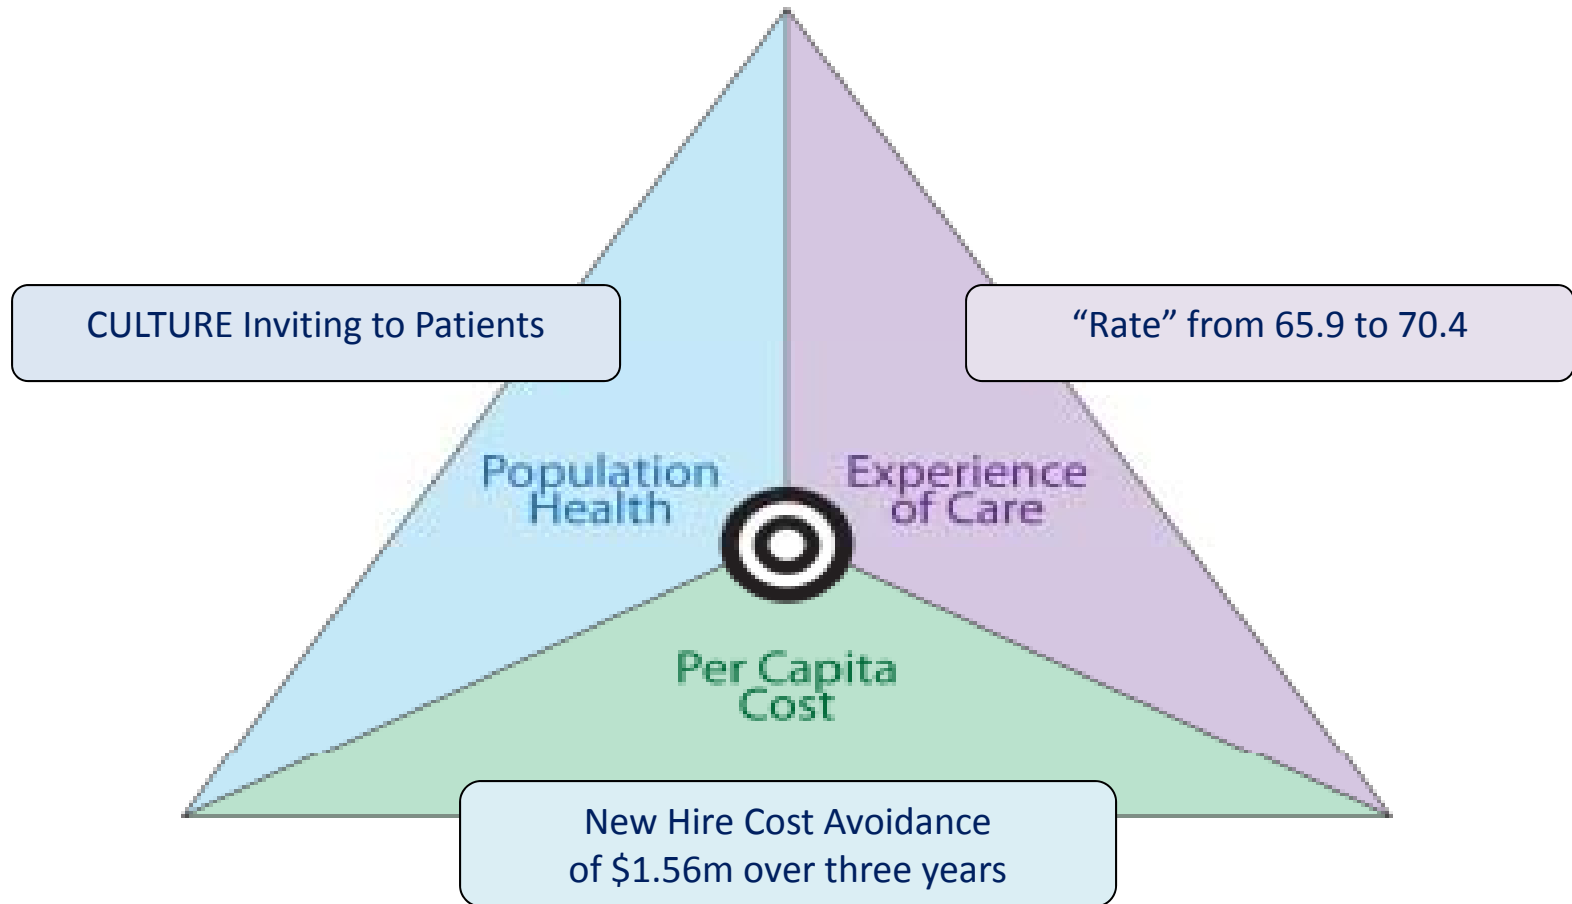 CULTURE Inviting to Patients
“Rate” from 65.9 to 70.4
Population
Health
Experience
of Care
Per Capita
Cost
New Hire Cost Avoidance
of $1.56m over three years